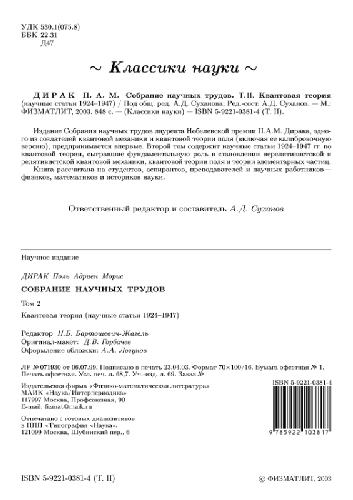 УДК 530.1(075.8)
ББК 22.31
Д47
~ Классики науки ~
ДИРАК П. А. М. Собрание научных трудов. Т.II. Квантовая теория
(научные статьи 1924–1947) / Под общ. ред. А.Д. Суханова. Ред.-сост. А.Д. Суханов. — М.:
ФИЗМАТЛИТ, 2003. 848 с. — (Классики науки) — ISBN 5-9221-0381-4 (Т. II).
Издание Собрания научных трудов лауреата Нобелевской премии П.А.М. Дирака, одно-
го из создателей квантовой механики и квантовой теории поля (включая ее калибровочную
версию), предпринимается впервые. Второй том содержит научные статьи 1924–1947 гг. по
квантовой теории, сыгравшие фундаментальную роль в становлении нерелятивистской и
релятивистской квантовой механики, квантовой теории поля и теории элементарных частиц.
Книга рассчитана на студентов, аспирантов, преподавателей и научных работников—
физиков, математиков и историков науки.
Ответственный редактор и составитель А.Д. Суханов
Научное издание
ДИРАК Поль Адриен Морис
СОБРАНИЕ НАУЧНЫХ ТРУДОВ
Том 2
Квантовая теория (научные статьи 1924–1947)
Редактор Н.Б. Бартошевич-Жагель
Оригинал-макет: Д.В. Горбачев
Оформление обложки: А.А. Логунов
ЛР №071930 от 06.07.99. Подписано в печать 23.04.03. Формат 70×100/16. Бумага офсетная № 1.
Печать офсетная. Усл. печ. л. 68,7. Уч.-изд. л. 69. Заказ №
Издательская фирма «Физико-математическая литература»
МАИК «Наука/Интерпериодика»
117997 Москва, Профсоюзная, 90
E-mail: fizmat@maik.ru
Отпечатано с готовых диапозитивов
в ППП «Типография «Наука».
121099 Москва, Шубинский пер., 6
ISBN 5-9221-0381-4
9 785922 103817
ISBN 5-9221-0381-4 (Т. II)
© ФИЗМАТЛИТ, 2003